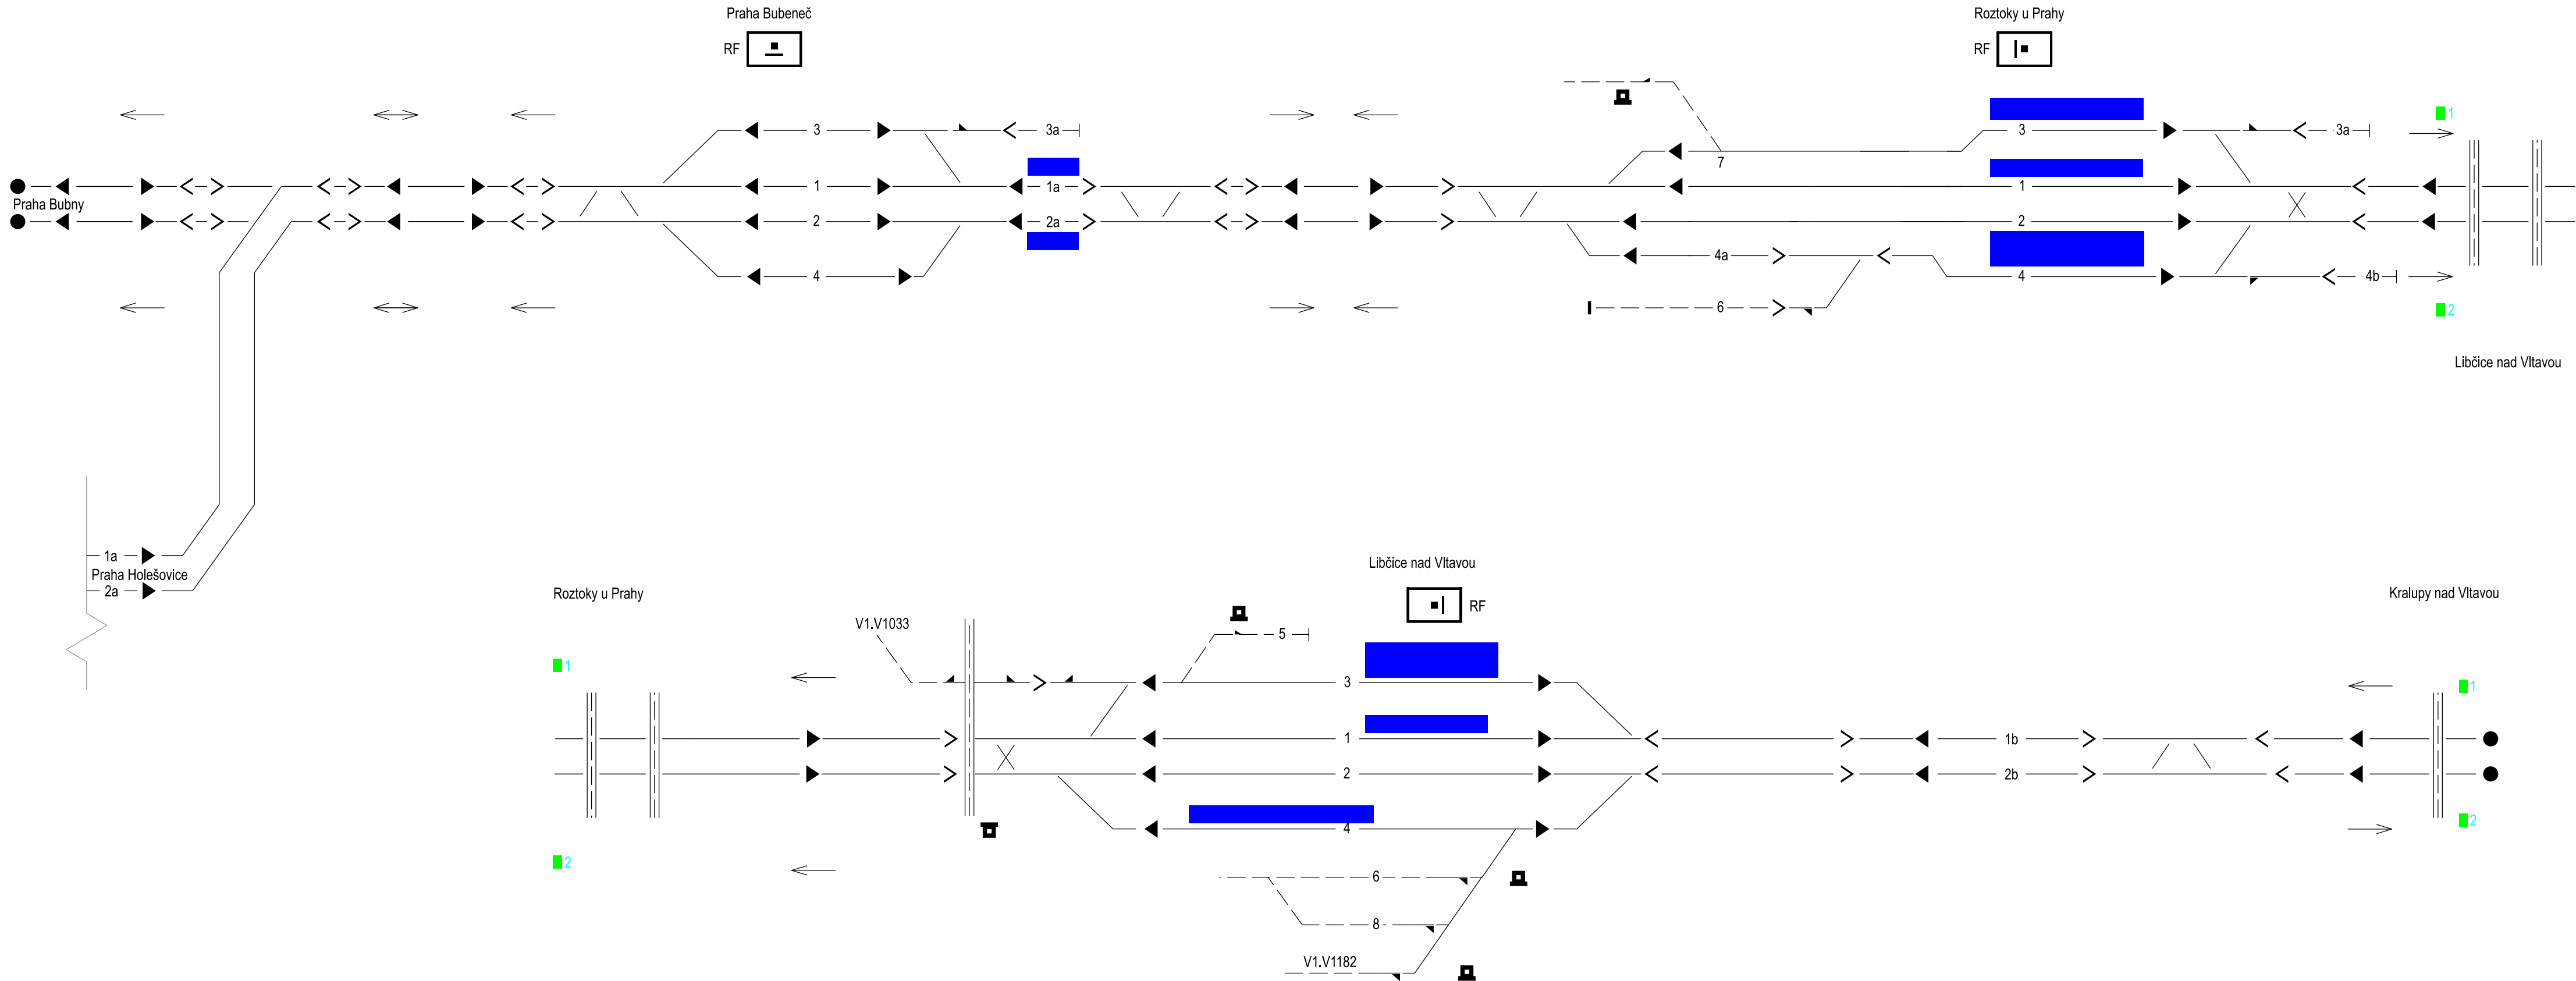 Praha Bubeneč
Roztoky u Prahy
RF
RF
3
3a
3
3a
1
7
1
1a
1
Praha Bubny
2
2a
2
4a
4
4
4b
6
2
Libčice nad Vltavou
1a
Praha Holešovice
2a
Libčice nad Vltavou
Roztoky u Prahy
RF
Kralupy nad Vltavou
V1.V1033
5
1
3
1
1
1b
2
2b
4
2
2
6
8
V1.V1182